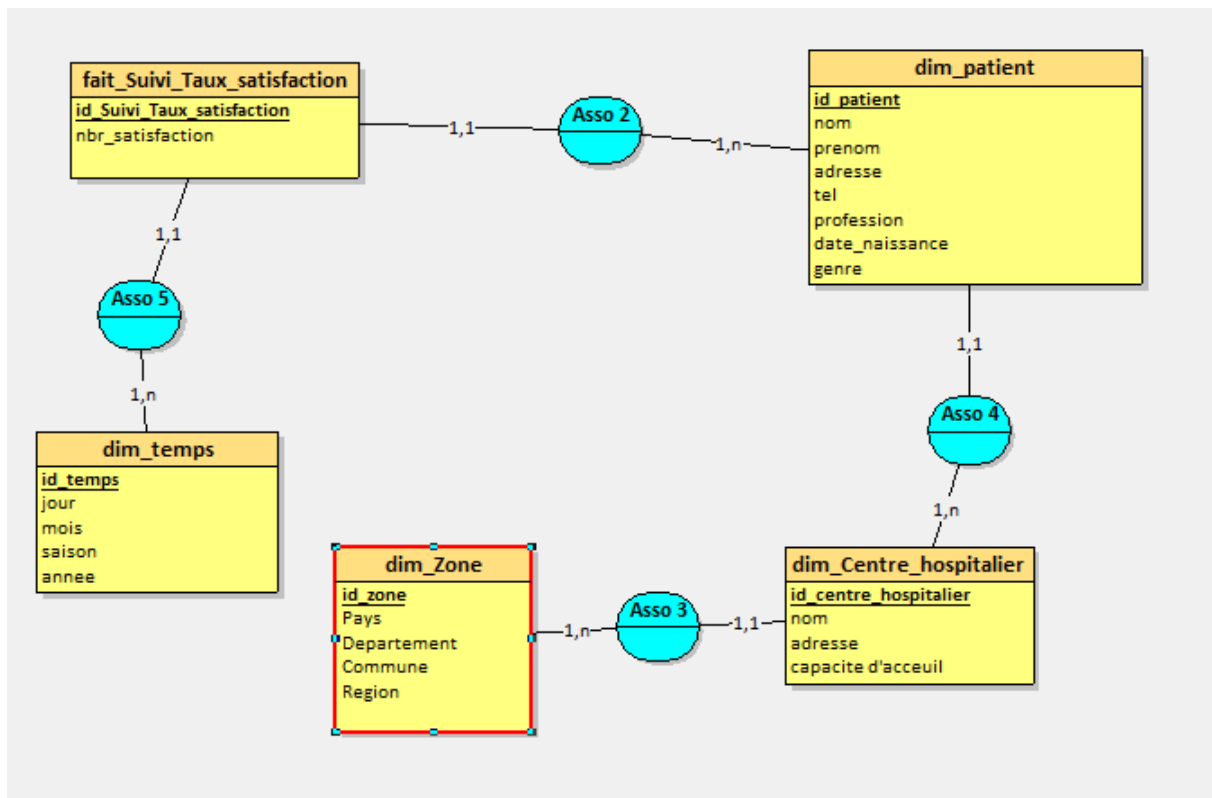 fait_Suivi_Taux_satisfaction
id_Suivi_Taux_satisfaction
nbr_satisfaction
1,1
Asso 2
1,n
dim_patient
id_patient
nom
prenom
adresse
tel
profession
date_naissance
genre
1,1
Asso 5
1,n
dim_temps
id_temps
jour
mois
saison
annee
1,1
Asso 4
1,n
dim_Zone
id_zone
Pays
Departement
Commune
Region
1,n
Asso 3
1,1
dim_Centre_hospitalier
id_centre_hospitalier
nom
adresse
capacite d'acceuil